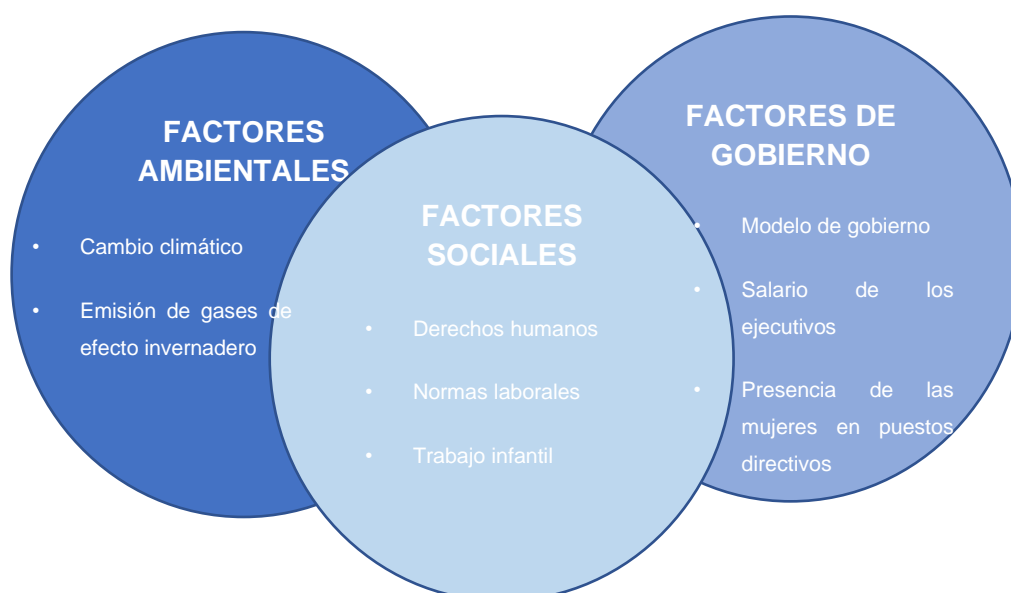 FACTORES
AMBIENTALES
• Cambio climático
• Emisión de gases de
efecto invernadero
FACTORES
SOCIALES
• Derechos humanos
• Normas laborales
• Trabajo infantil
FACTORES DE
GOBIERNO
• Modelo de gobierno
• Salario de los
ejecutivos
• Presencia de las
mujeres en puestos
directivos